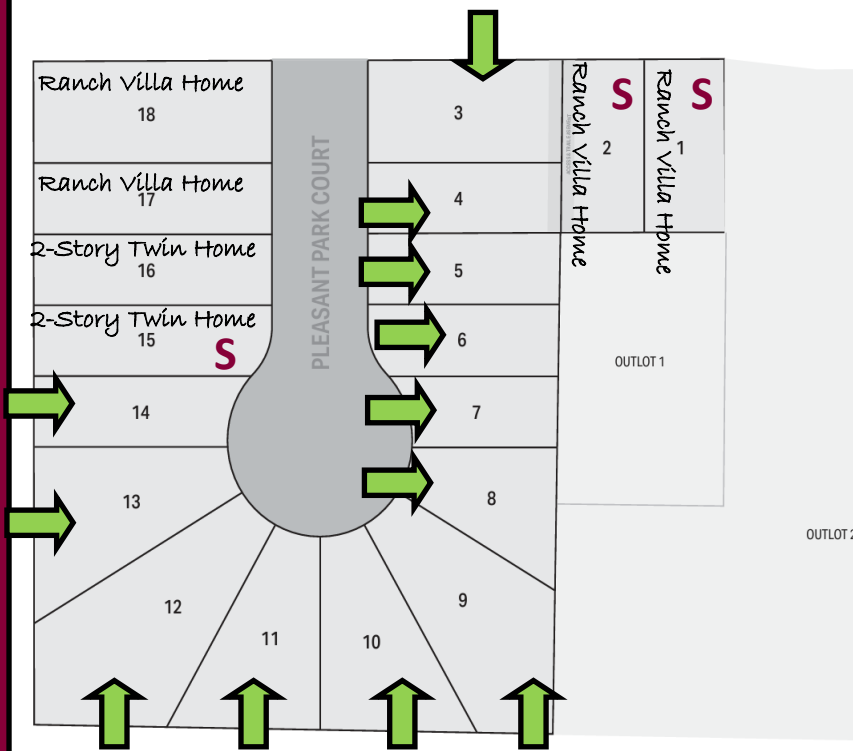 Ranch Villa Home
18
Ranch Villa Home
17
2-Story Twin Home
16
2-Story Twin Home
15
S
14
13
12
11
10
9
8
7
6
5
4
3
PLEASANT PARK COURT
Ranch Villa Home
S
2
Ranch Villa Home
S
1
OUTLOT 1
OUTLOT 2